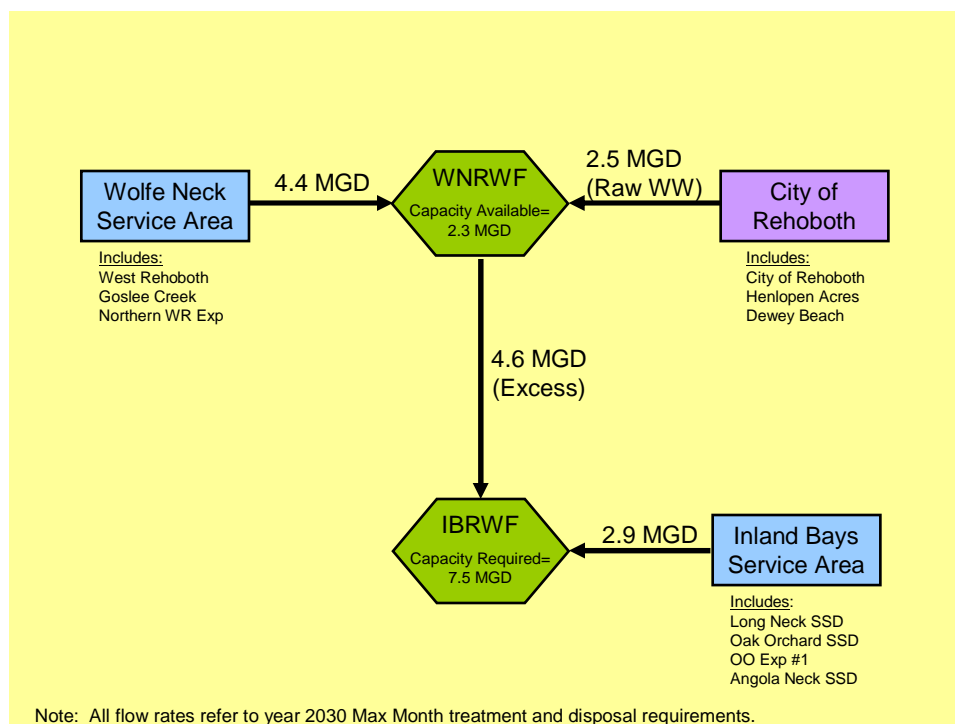 Wolfe Neck
Service Area
4.4 MGD
WNRWF
Capacity Available=
2.3 MGD
2.5 MGD
(Raw WW)
City of
Rehoboth
Includes:
West Rehoboth
Goslee Creek
Northern WR Exp
Includes:
City of Rehoboth
Henlopen Acres
Dewey Beach
4.6 MGD
(Excess)
IBRWF
Capacity Required=
7.5 MGD
2.9 MGD
Inland Bays
Service Area
Includes:
Long Neck SSD
Oak Orchard SSD
OO Exp #1
Angola Neck SSD
Note:  All flow rates refer to year 2030 Max Month treatment and disposal requirements.